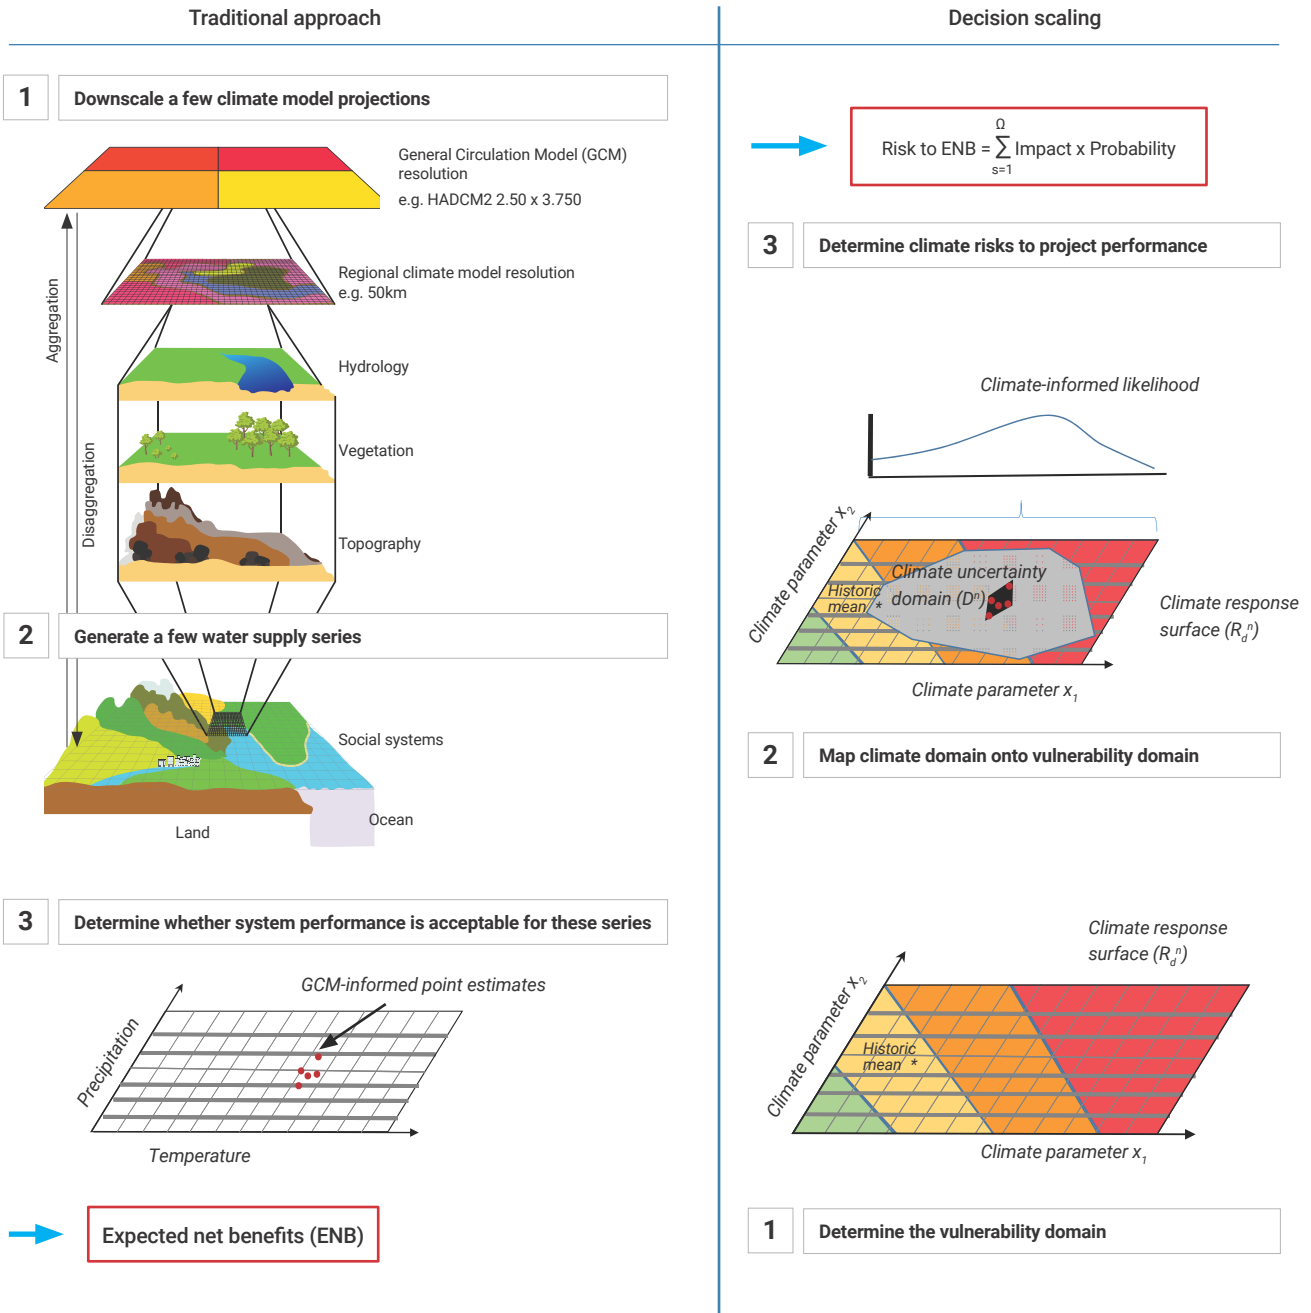 Traditional approach
1
Downscale a few climate model projections
General Circulation Model (GCM)
resolution
e.g. HADCM2 2.50 x 3.750
Regional climate model resolution
e.g. 50km
Aggregation
Disaggregation
Hydrology
Vegetation
Topography
2
Generate a few water supply series
Social systems
Ocean
Land
3
Determine whether system performance is acceptable for these series
GCM-informed point estimates
Precipitation
Temperature
Expected net benefits (ENB)
Decision scaling
Ω
Risk to ENB = ∑ Impact x Probability
s=1
3
Determine climate risks to project performance
Climate-informed likelihood
Climate parameter x₂
Climate uncertainty
domain (Dⁿ)
Historic
mean *
Climate response
surface (R_dⁿ)
Climate parameter x₁
2
Map climate domain onto vulnerability domain
Climate response
surface (R_dⁿ)
Climate parameter x₂
Historic
mean *
Climate parameter x₁
1
Determine the vulnerability domain